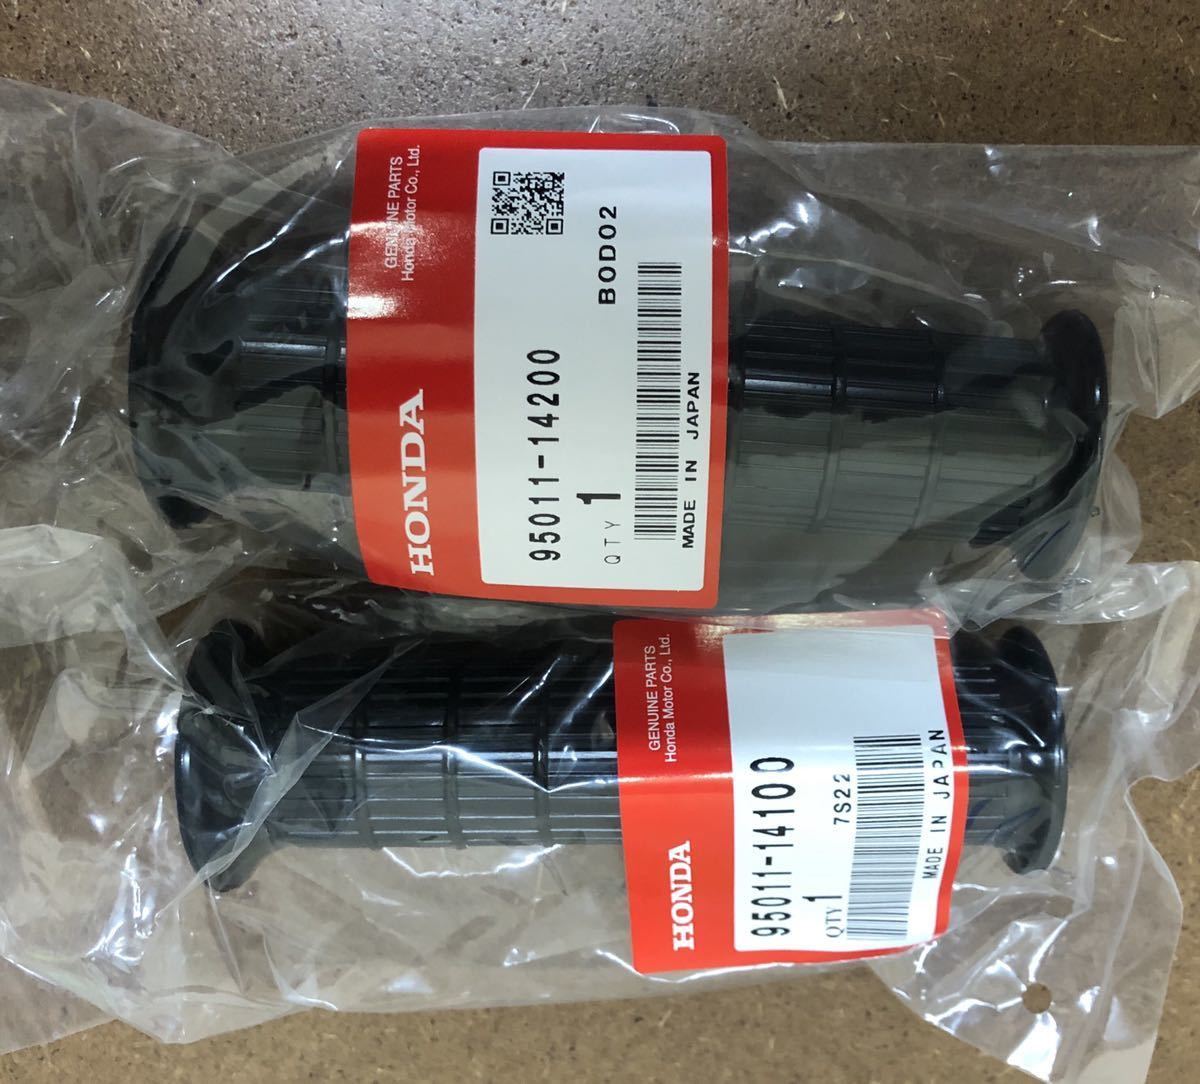 GENUINE PARTS
Honda Motor Co., Ltd.
HONDA
95011-14200
QTY 1
B0D02
MADE IN JAPAN
GENUINE PARTS
Honda Motor Co., Ltd.
HONDA
95011-14100
QTY 1
7S22
MADE IN JAPAN